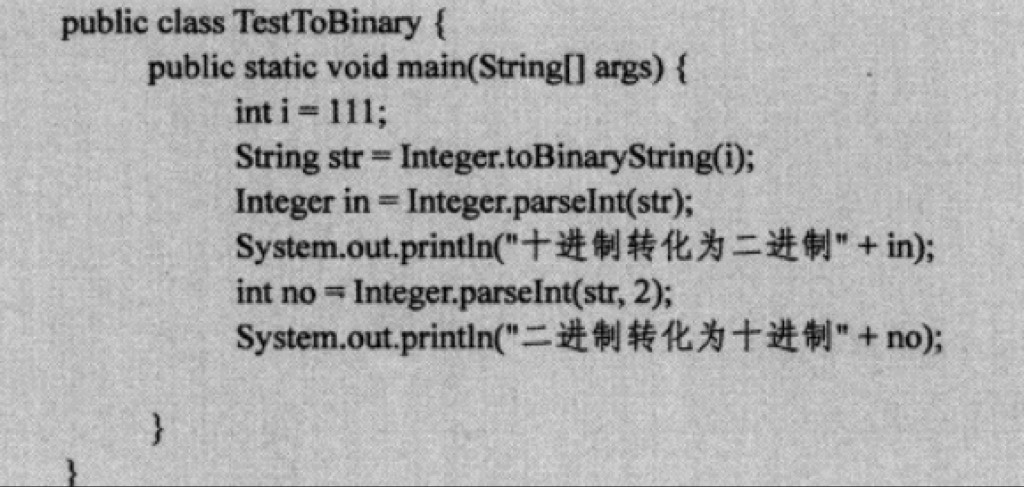 public class TestToBinary {
public static void main(String[] args) {
int i = 111;
String str = Integer.toBinaryString(i);
Integer in = Integer.parseInt(str);
System.out.println("十进制转化为二进制" + in);
int no = Integer.parseInt(str, 2);
System.out.println("二进制转化为十进制" + no);
}
}